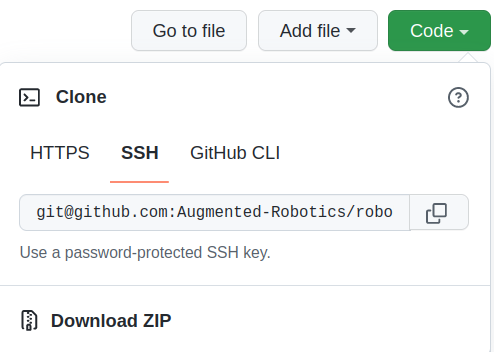 Go to file Add file Code
Clone
HTTPS SSH GitHub CLI
git@github.com:Augmented-Robotics/robo
Use a password-protected SSH key.
Download ZIP